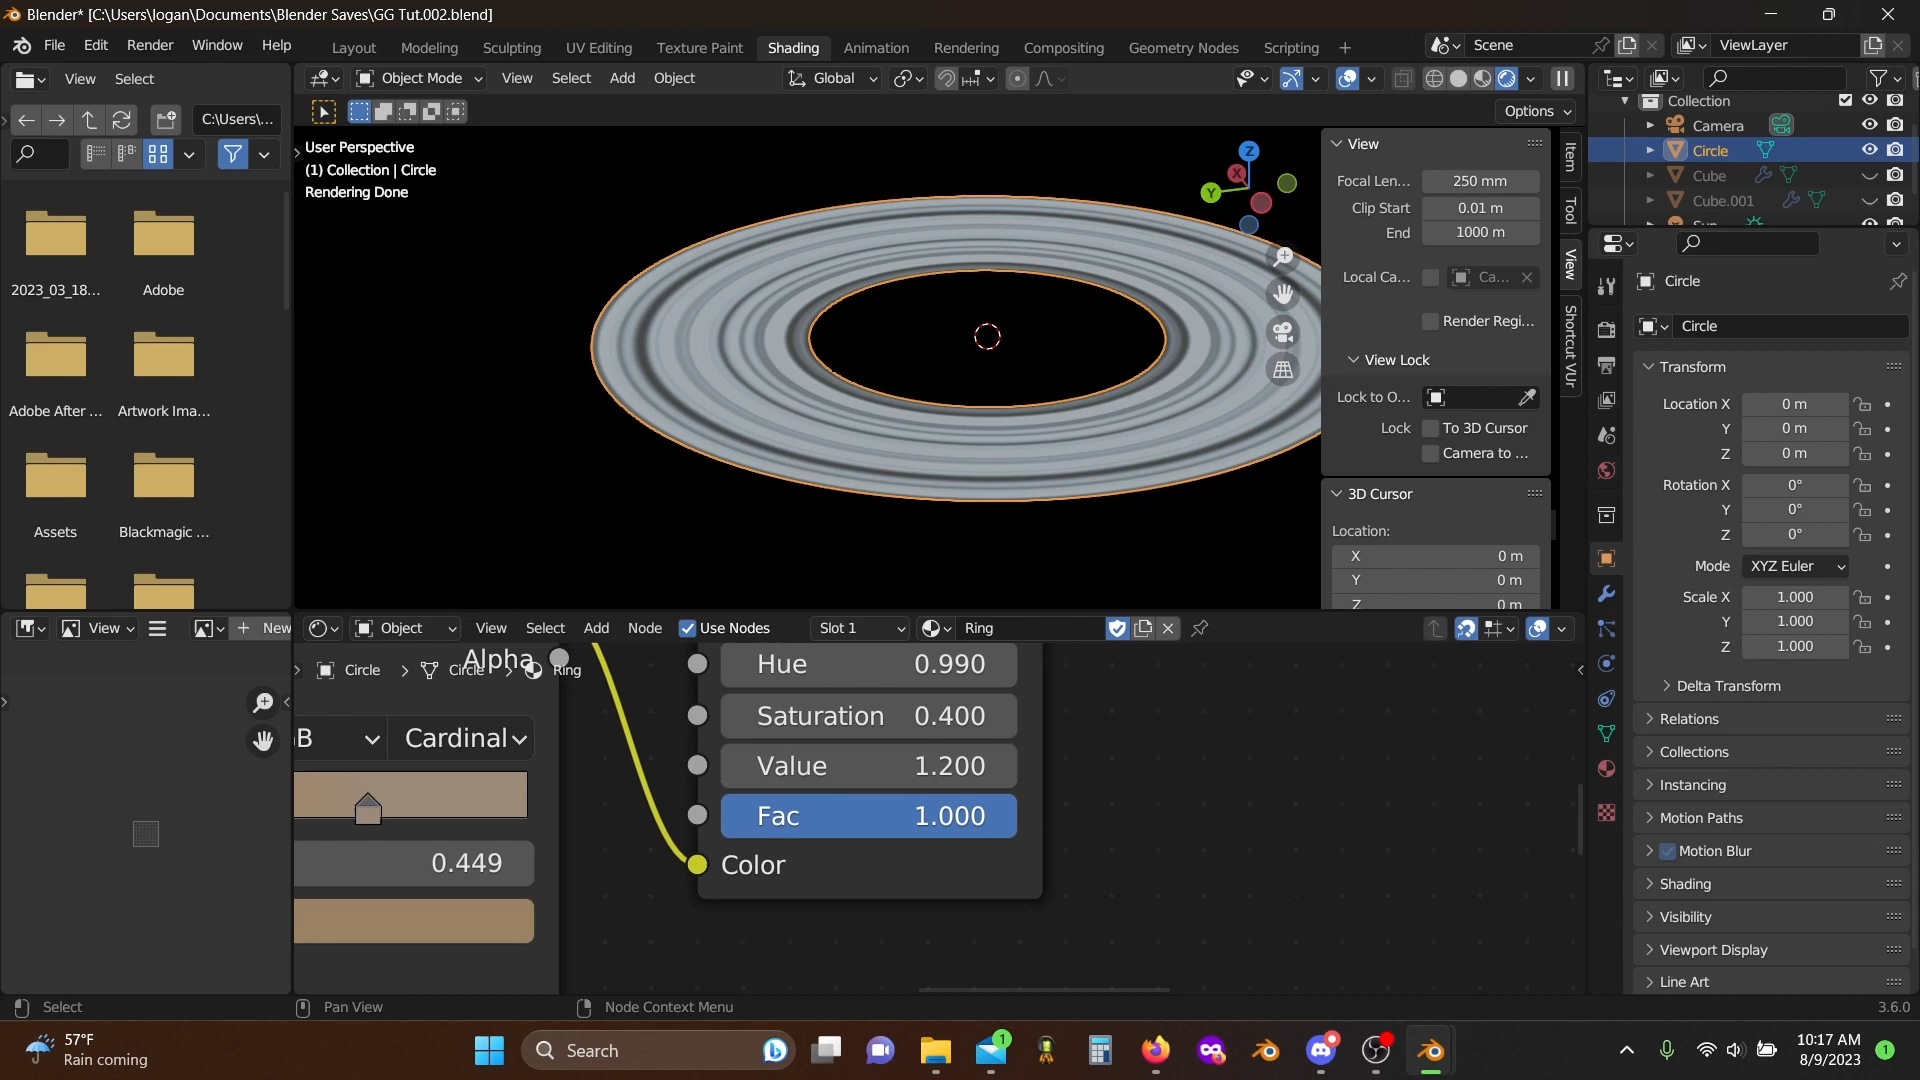 Blender* [C:\Users\logan\Documents\Blender Saves\GG Tut.002.blend]
File Edit Render Window Help
Layout Modeling Sculpting UV Editing Texture Paint Shading Animation Rendering Compositing Geometry Nodes Scripting +
Scene
ViewLayer
View Select
Object Mode View Select Add Object
Global
C:\Users\...
Options
User Perspective
(1) Collection | Circle
Rendering Done
Z
X
Y
2023_03_18...
Adobe
Adobe After ...
Artwork Ima...
Assets
Blackmagic ...
View
Focal Len... 250 mm
Clip Start 0.01 m
End 1000 m
Local Ca... Ca...
Render Regi...
View Lock
Lock to O...
Lock To 3D Cursor
Camera to ...
3D Cursor
Location:
X 0 m
Y 0 m
Z 0 m
Item
Tool
View
Shortcut VUr
Collection
Camera
Circle
Cube
Cube.001
Sun
Circle
Circle
Transform
Location X 0 m
Y 0 m
Z 0 m
Rotation X 0°
Y 0°
Z 0°
Mode XYZ Euler
Scale X 1.000
Y 1.000
Z 1.000
Delta Transform
Relations
Collections
Instancing
Motion Paths
Motion Blur
Shading
Visibility
Viewport Display
Line Art
View
New
Object View Select Add Node Use Nodes Slot 1 Ring
Circle > Circle > Ring
Alpha
B
Cardinal
0.449
Hue 0.990
Saturation 0.400
Value 1.200
Fac 1.000
Color
Select
Pan View
Node Context Menu
3.6.0
57°F
Rain coming
Search
1
10:17 AM
8/9/2023
1